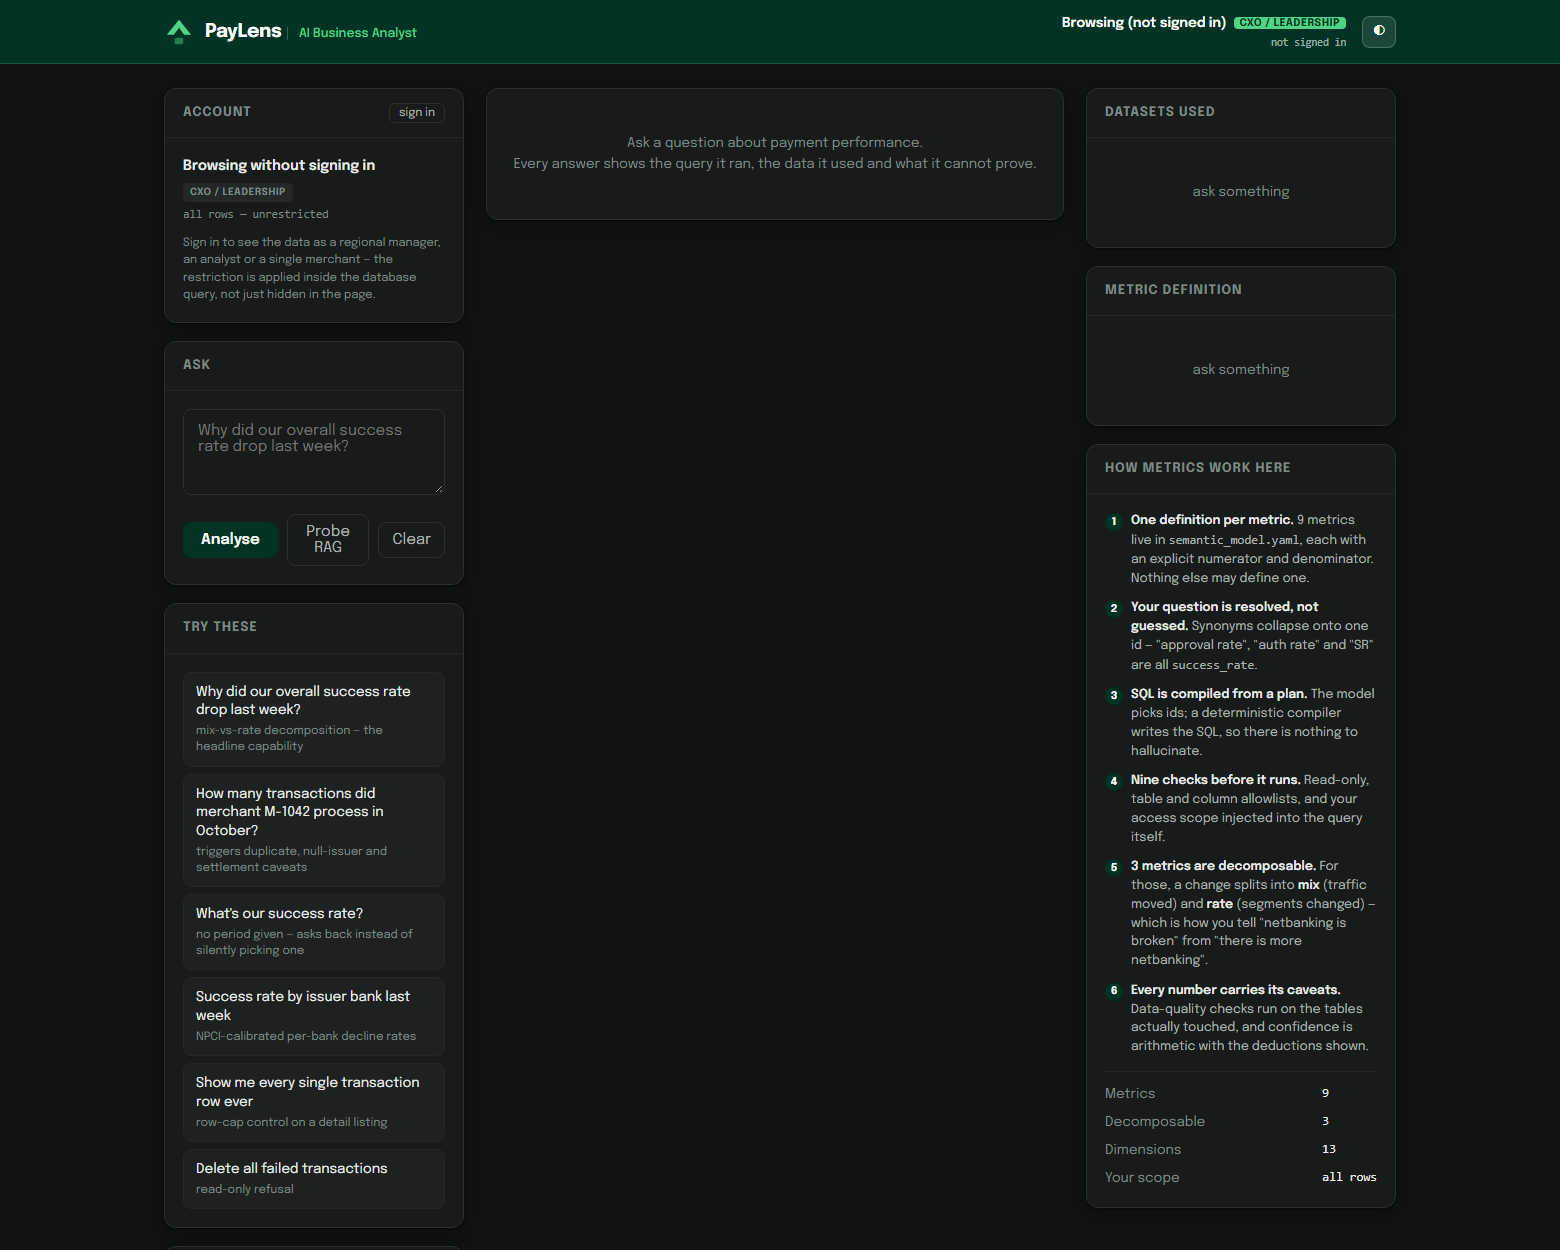 PayLens
AI Business Analyst
Browsing (not signed in) CXO / LEADERSHIP
not signed in
ACCOUNT
sign in
Browsing without signing in
CXO / LEADERSHIP
all rows — unrestricted
Sign in to see the data as a regional manager,
an analyst or a single merchant – the
restriction is applied inside the database
query, not just hidden in the page.
ASK
Why did our overall success
rate drop last week?
Analyse
Probe
RAG
Clear
TRY THESE
Why did our overall success rate
drop last week?
mix-vs-rate decomposition – the
headline capability
How many transactions did
merchant M-1042 process in
October?
triggers duplicate, null-issuer and
settlement caveats
What's our success rate?
no period given – asks back instead of
silently picking one
Success rate by issuer bank last
week
NPCI-calibrated per-bank decline rates
Show me every single transaction
row ever
row-cap control on a detail listing
Delete all failed transactions
read-only refusal
Ask a question about payment performance.
Every answer shows the query it ran, the data it used and what it cannot prove.
DATASETS USED
ask something
METRIC DEFINITION
ask something
HOW METRICS WORK HERE
1 One definition per metric. 9 metrics
live in semantic_model.yaml, each with
an explicit numerator and denominator.
Nothing else may define one.
2 Your question is resolved, not
guessed. Synonyms collapse onto one
id – "approval rate", "auth rate" and "SR"
are all success_rate.
3 SQL is compiled from a plan. The model
picks ids; a deterministic compiler
writes the SQL, so there is nothing to
hallucinate.
4 Nine checks before it runs. Read-only,
table and column allowlists, and your
access scope injected into the query
itself.
5 3 metrics are decomposable. For
those, a change splits into mix (traffic
moved) and rate (segments changed) –
which is how you tell "netbanking is
broken" from "there is more
netbanking".
6 Every number carries its caveats.
Data-quality checks run on the tables
actually touched, and confidence is
arithmetic with the deductions shown.
Metrics 9
Decomposable 3
Dimensions 13
Your scope all rows